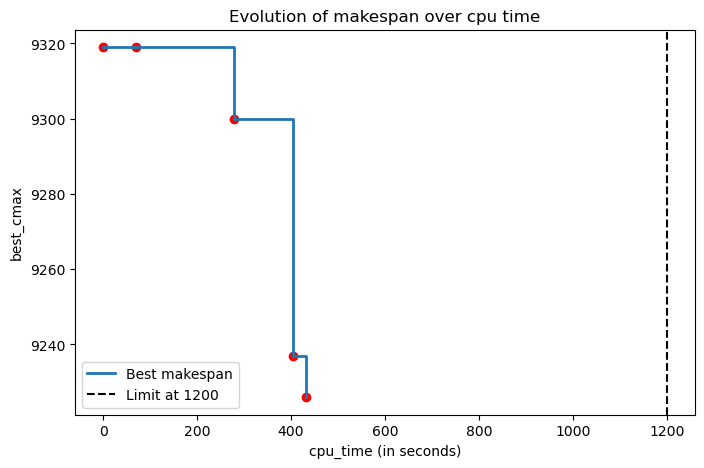 Evolution of makespan over cpu time
9320
9300
9280
9260
9240
best_cmax
Best makespan
Limit at 1200
0 200 400 600 800 1000 1200
cpu_time (in seconds)